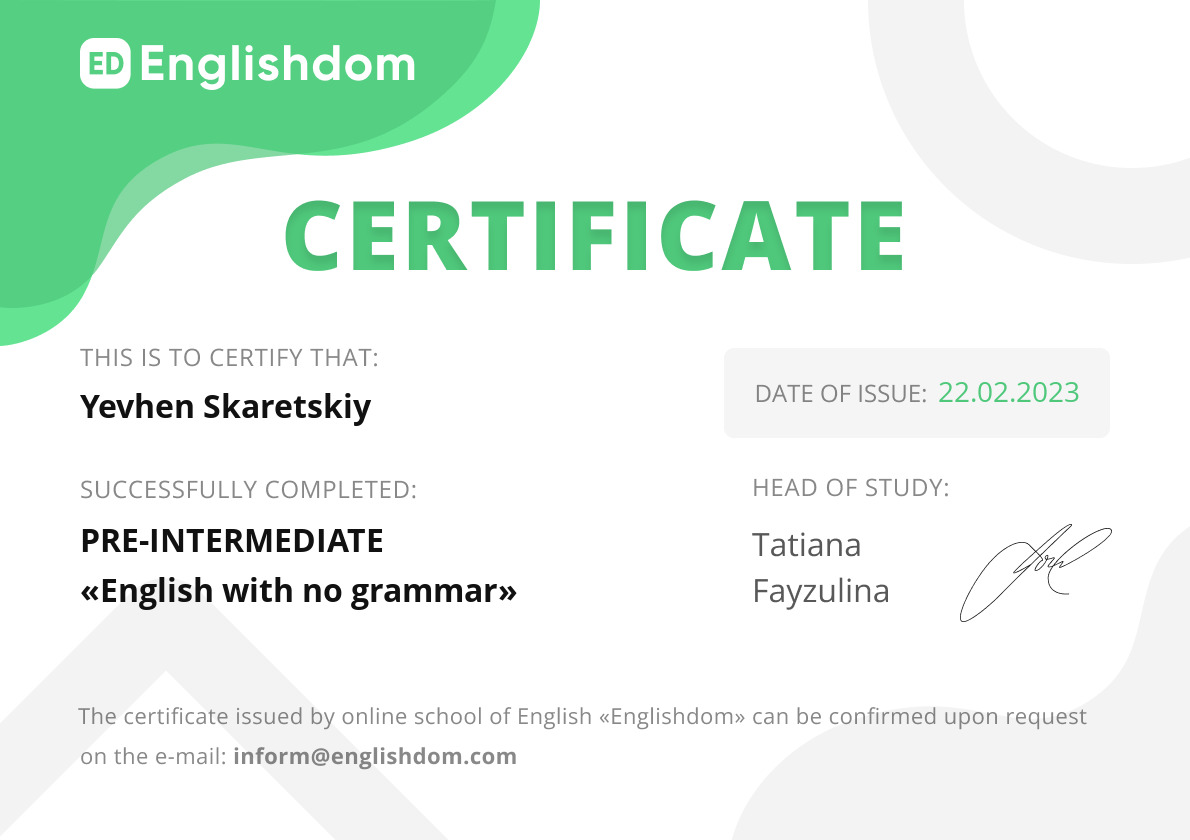 ED Englishdom
CERTIFICATE
THIS IS TO CERTIFY THAT:
Yevhen Skaretskiy
DATE OF ISSUE: 22.02.2023
SUCCESSFULLY COMPLETED:
PRE-INTERMEDIATE
«English with no grammar»
HEAD OF STUDY:
Tatiana
Fayzulina
The certificate issued by online school of English «Englishdom» can be confirmed upon request
on the e-mail: inform@englishdom.com